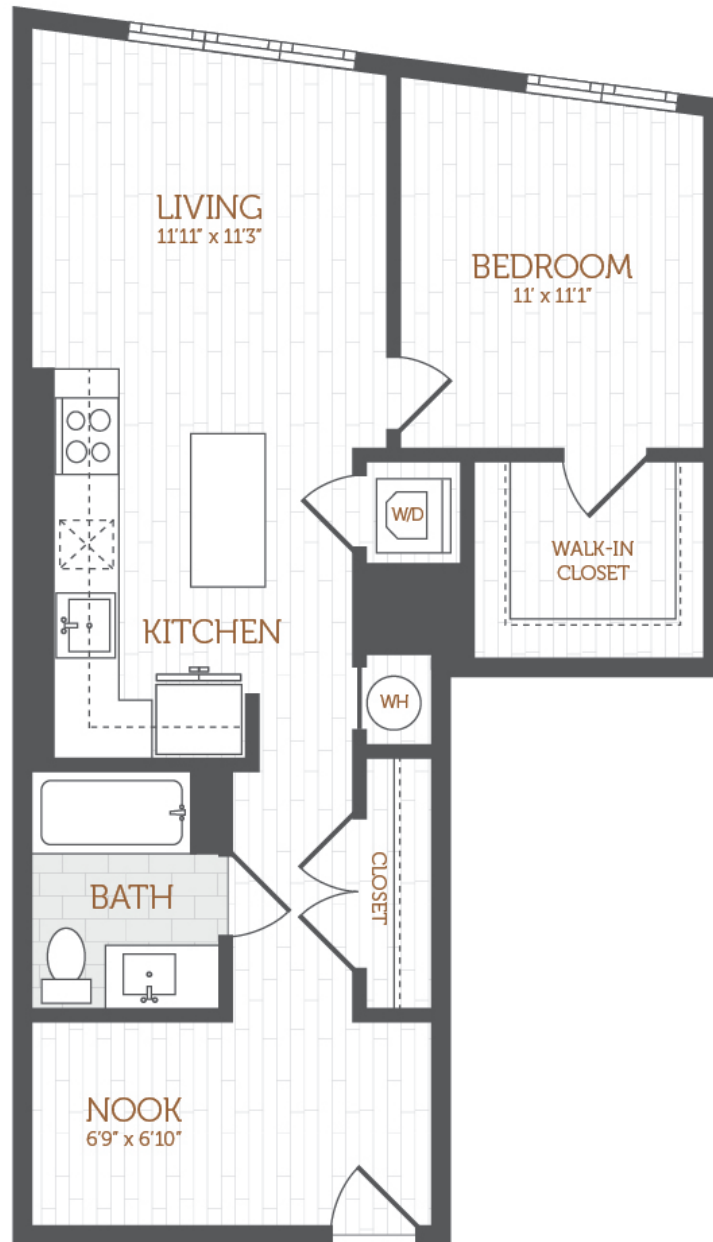 LIVING
11'11" x 11'3"
BEDROOM
11' x 11'1"
W/D
WALK-IN
CLOSET
KITCHEN
WH
CLOSET
BATH
NOOK
6'9" x 6'10"